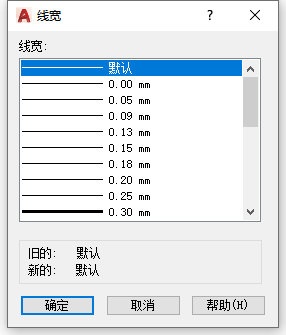 线宽
线宽:
默认
0.00 mm
0.05 mm
0.09 mm
0.13 mm
0.15 mm
0.18 mm
0.20 mm
0.25 mm
0.30 mm
旧的: 默认
新的: 默认
确定 取消 帮助(H)